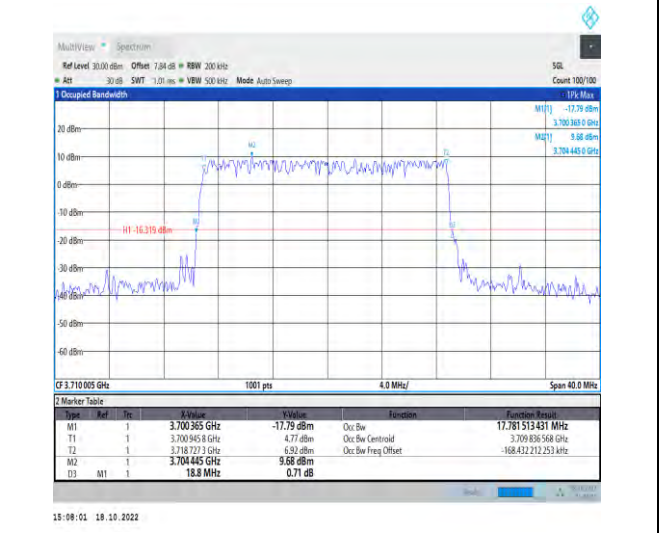 MultiView Spectrum
Ref Level 30.00 dBm Offset 7.84 dB RBW 200 kHz SGL
Att 30 dB SWT 1.01 ms VBW 500 kHz Mode Auto Sweep Count 100/100
1 Occupied Bandwidth 1Pk Max
M1[1] -17.79 dBm
3.700 365 0 GHz
M2[1] 9.68 dBm
3.704 445 0 GHz
20 dBm
M2
10 dBm
T1 T2
0 dBm
-10 dBm
M1
H1 -16.319 dBm
-20 dBm
-30 dBm
-40 dBm
-50 dBm
-60 dBm
CF 3.710 005 GHz 1001 pts 4.0 MHz/ Span 40.0 MHz
2 Marker Table
Type Ref Trc X-Value Y-Value Function Function Result
M1 1 3.700 365 GHz -17.79 dBm Occ Bw 17.781 513 431 MHz
T1 1 3.700 945 8 GHz 4.77 dBm Occ Bw Centroid 3.709 836 568 GHz
T2 1 3.718 727 3 GHz 6.92 dBm Occ Bw Freq Offset -168.432 212 253 kHz
M2 1 3.704 445 GHz 9.68 dBm
D3 M1 1 18.8 MHz 0.71 dB
15:08:01 18.10.2022